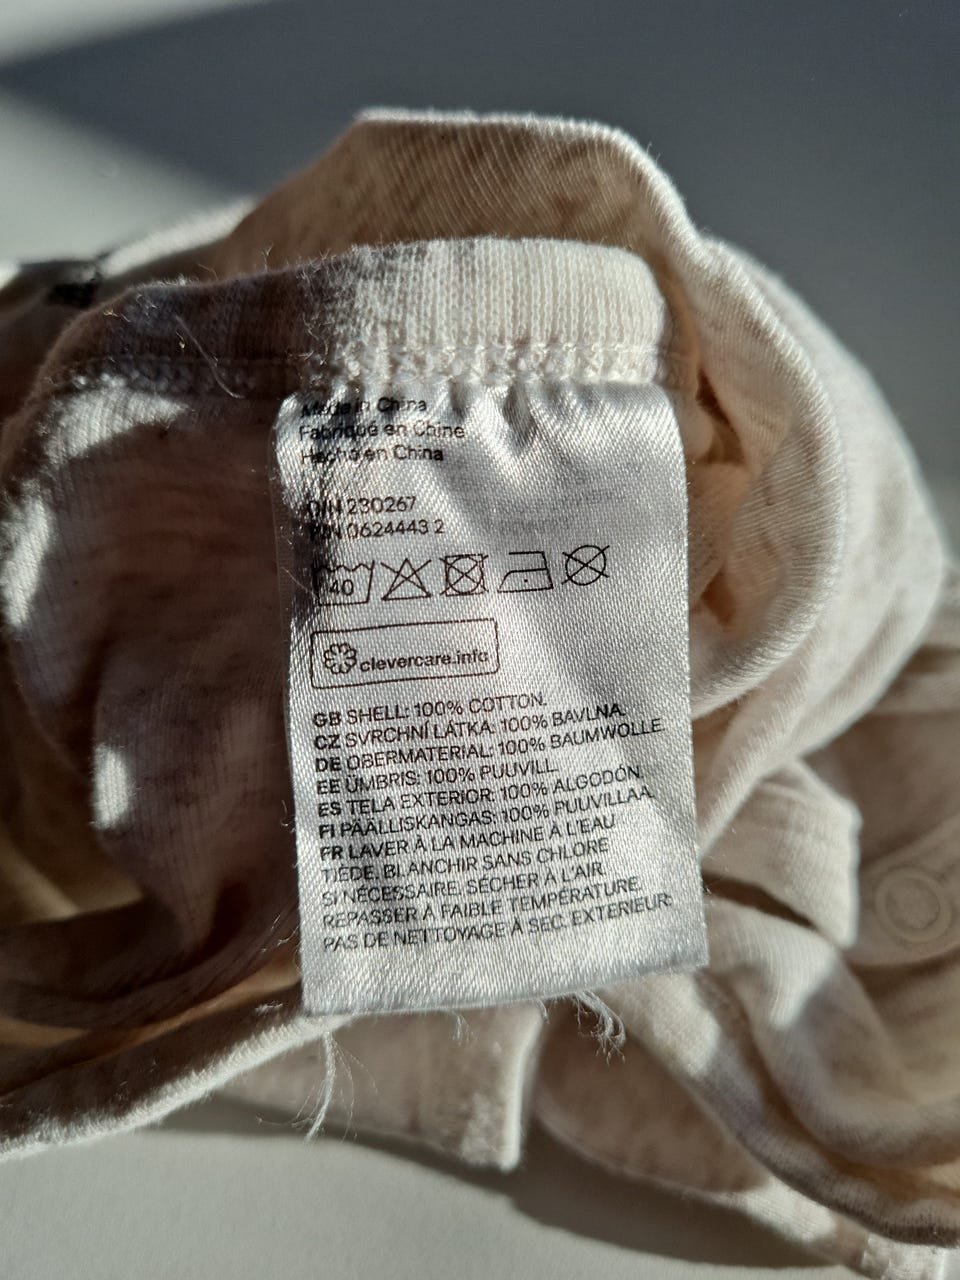 Made in China
Fabriqué en Chine
Hecho en China
O/N 230267
P/N 0624443 2
40
clevercare.info
GB SHELL: 100% COTTON.
CZ SVRCHNÍ LÁTKA: 100% BAVLNA.
DE OBERMATERIAL: 100% BAUMWOLLE.
EE ÜMBRIS: 100% PUUVILL.
ES TELA EXTERIOR: 100% ALGODÓN.
FI PÄÄLLISKANGAS: 100% PUUVILLAA.
FR LAVER À LA MACHINE À L'EAU
TIÈDE, BLANCHIR SANS CHLORE
SI NÉCESSAIRE, SÉCHER À L'AIR.
REPASSER À FAIBLE TEMPÉRATURE.
PAS DE NETTOYAGE À SEC. EXTERIEUR: